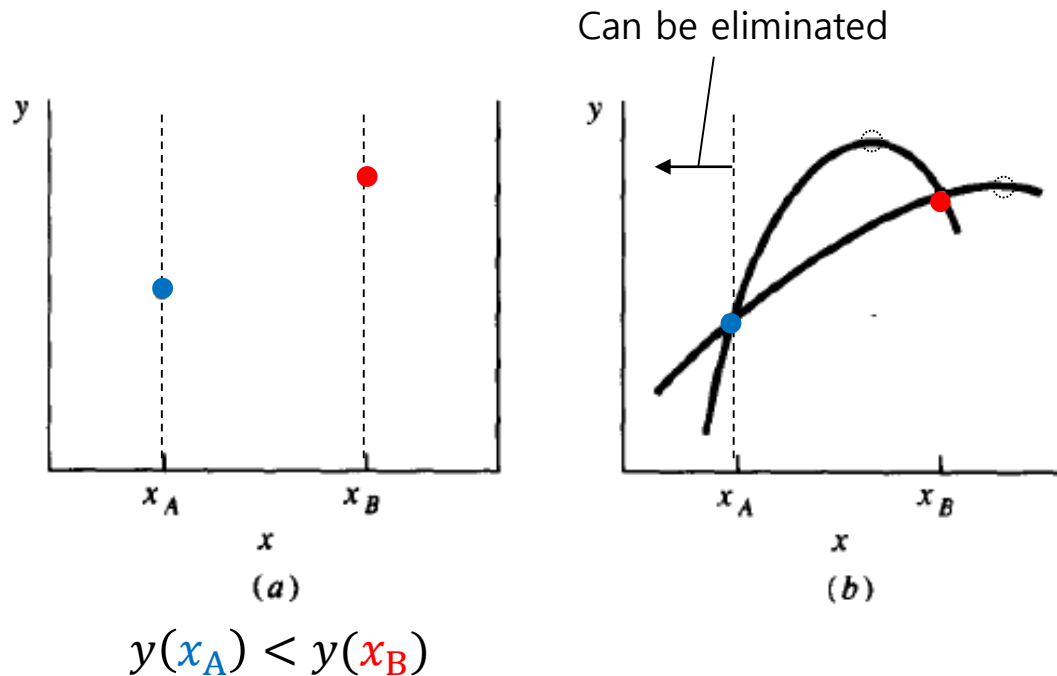 Can be eliminated
y
y
x_A
x_B
x_A
x_B
x
x
(a)
(b)
y(x_A) < y(x_B)